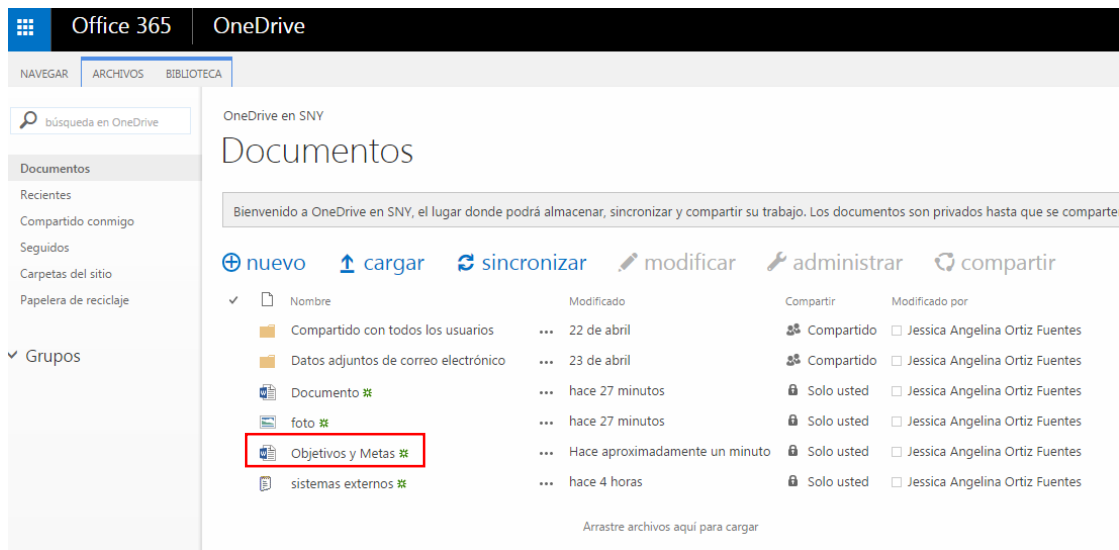 Office 365 OneDrive
NAVEGAR ARCHIVOS BIBLIOTECA
búsqueda en OneDrive
Documentos
Recientes
Compartido conmigo
Seguidos
Carpetas del sitio
Papelera de reciclaje
Grupos
OneDrive en SNY
Documentos
Bienvenido a OneDrive en SNY, el lugar donde podrá almacenar, sincronizar y compartir su trabajo. Los documentos son privados hasta que se comparte
nuevo cargar sincronizar modificar administrar compartir
Nombre Modificado Compartir Modificado por
Compartido con todos los usuarios ... 22 de abril Compartido Jessica Angelina Ortiz Fuentes
Datos adjuntos de correo electrónico ... 23 de abril Compartido Jessica Angelina Ortiz Fuentes
Documento ... hace 27 minutos Solo usted Jessica Angelina Ortiz Fuentes
foto ... hace 27 minutos Solo usted Jessica Angelina Ortiz Fuentes
Objetivos y Metas ... Hace aproximadamente un minuto Solo usted Jessica Angelina Ortiz Fuentes
sistemas externos ... hace 4 horas Solo usted Jessica Angelina Ortiz Fuentes
Arrastre archivos aquí para cargar